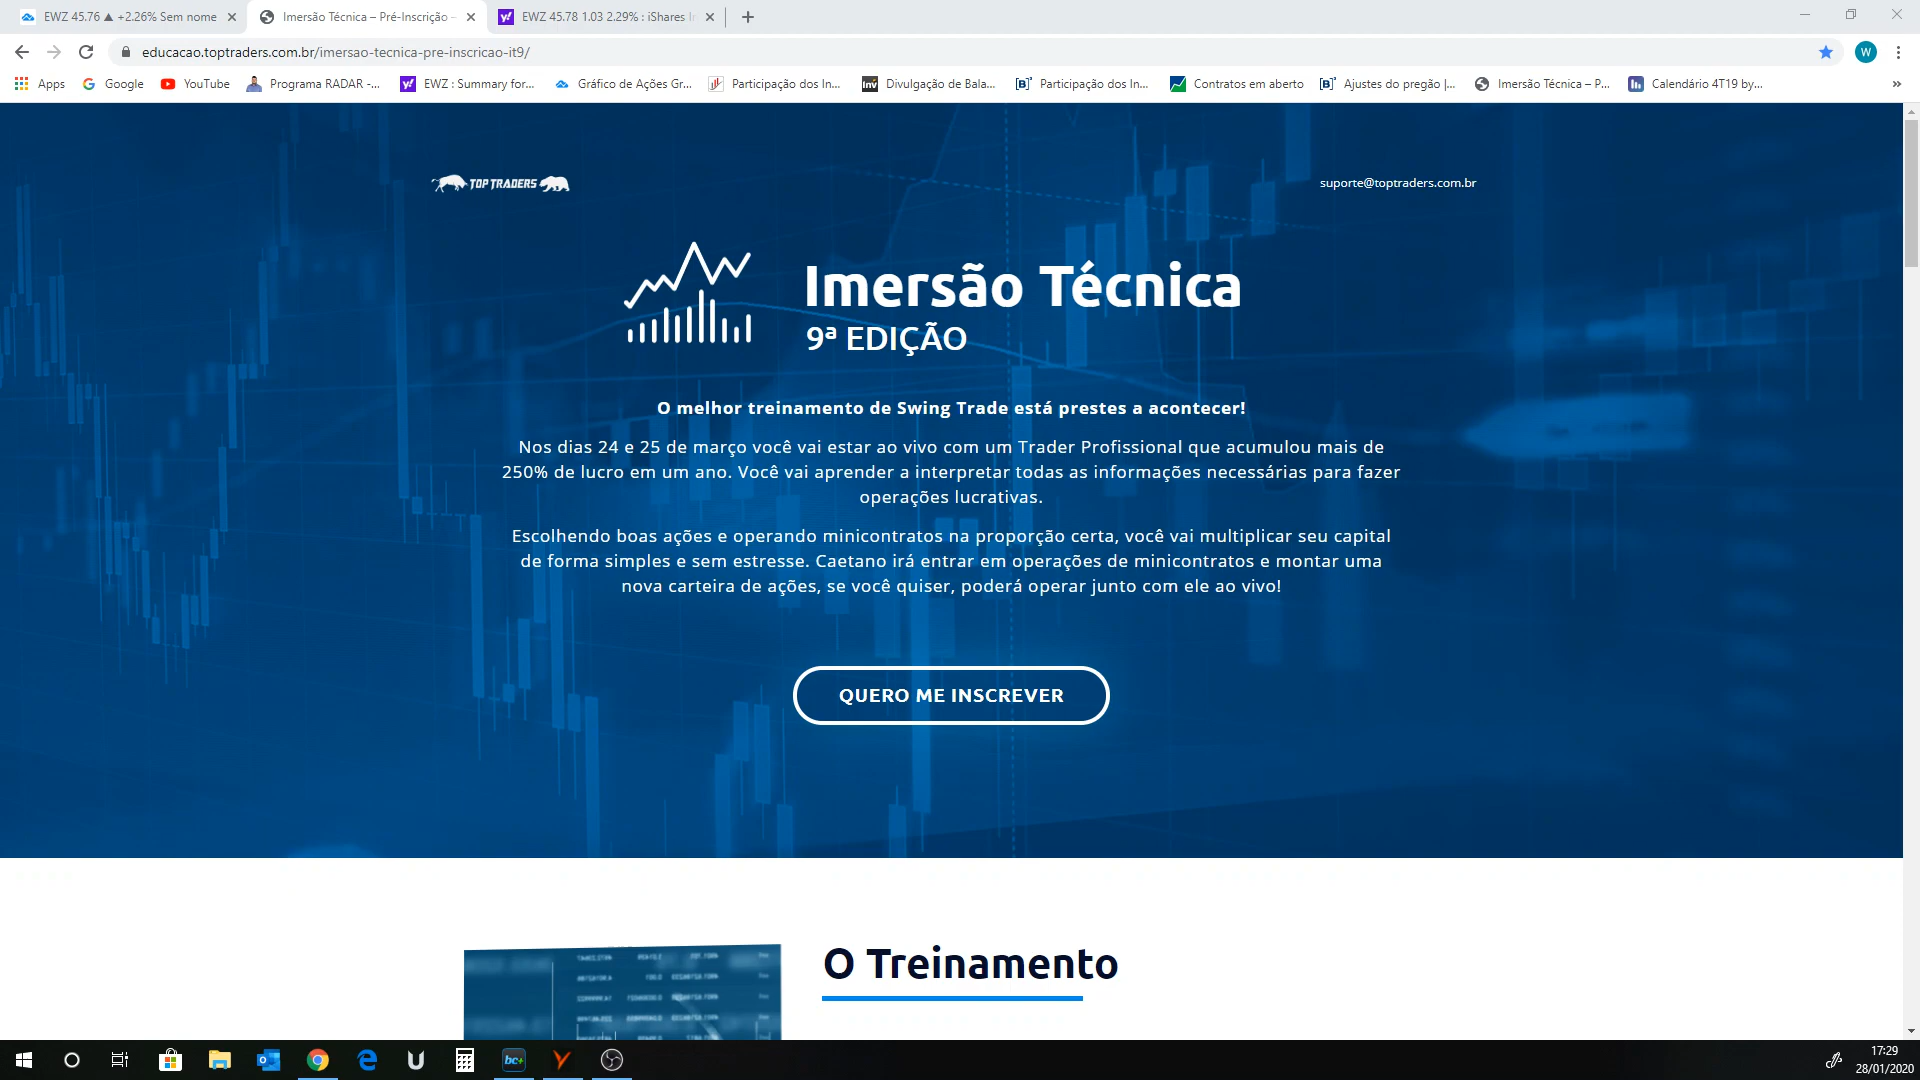 EWZ 45.76 ▲ +2.26% Sem nome
Imersão Técnica – Pré-Inscrição –
EWZ 45.78 1.03 2.29% : iShares
educacao.toptraders.com.br/imersao-tecnica-pre-inscricao-it9/
W
Apps Google YouTube Programa RADAR -... EWZ : Summary for... Gráfico de Ações Gr... Participação dos In... Divulgação de Bala... Participação dos In... Contratos em aberto Ajustes do pregão |... Imersão Técnica – P... Calendário 4T19 by... »
TOP TRADERS
suporte@toptraders.com.br
Imersão Técnica
9ª EDIÇÃO
O melhor treinamento de Swing Trade está prestes a acontecer!
Nos dias 24 e 25 de março você vai estar ao vivo com um Trader Profissional que acumulou mais de
250% de lucro em um ano. Você vai aprender a interpretar todas as informações necessárias para fazer
operações lucrativas.
Escolhendo boas ações e operando minicontratos na proporção certa, você vai multiplicar seu capital
de forma simples e sem estresse. Caetano irá entrar em operações de minicontratos e montar uma
nova carteira de ações, se você quiser, poderá operar junto com ele ao vivo!
QUERO ME INSCREVER
O Treinamento
bc+
17:29
28/01/2020